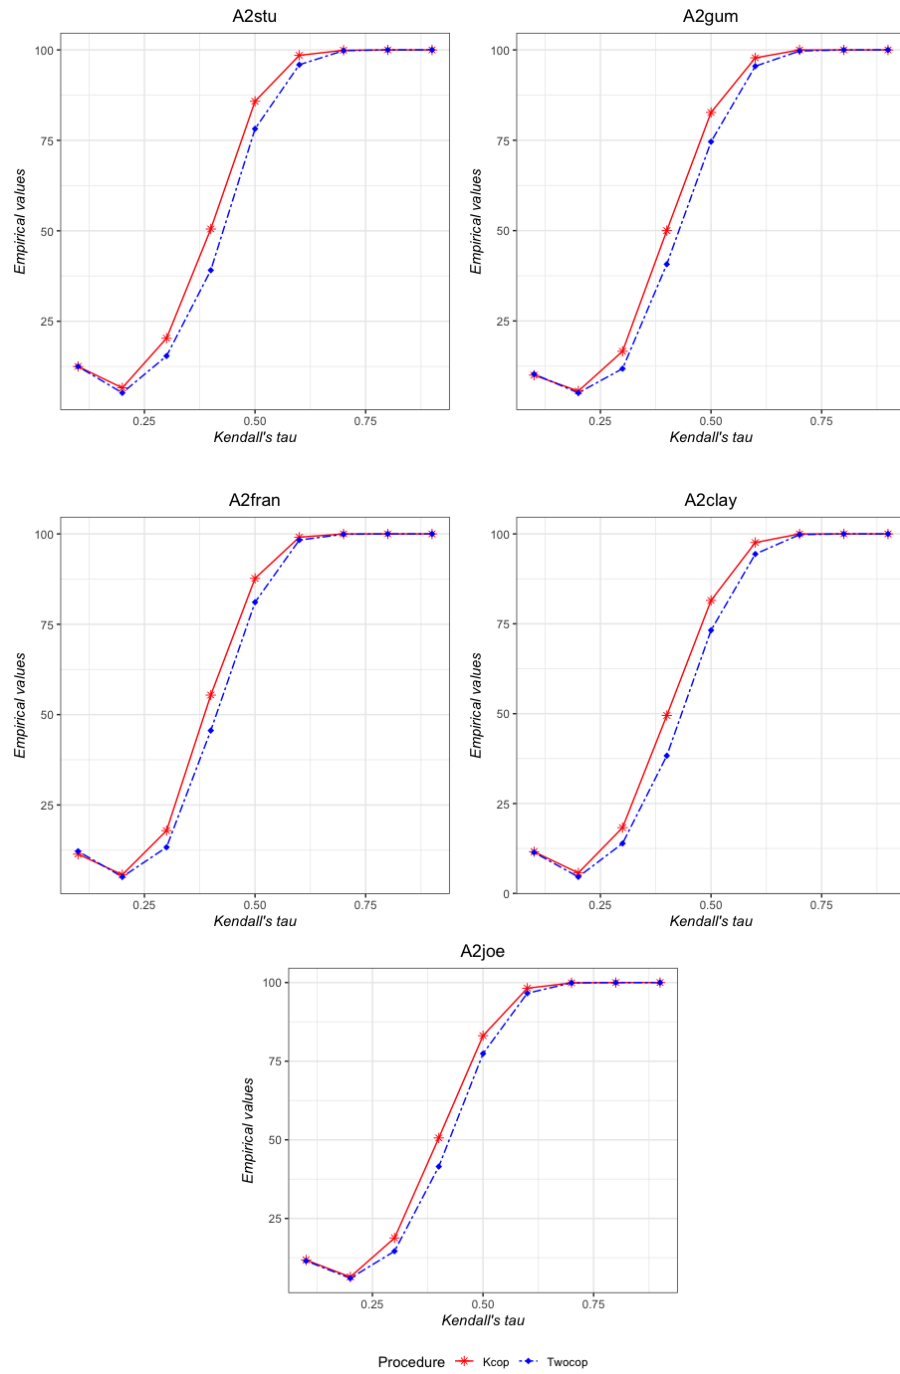 A2stu
A2gum
100
75
50
25
Empirical values
0.25 0.50 0.75
Kendall's tau
100
75
50
25
Empirical values
0.25 0.50 0.75
Kendall's tau
A2fran
A2clay
100
75
50
25
Empirical values
0.25 0.50 0.75
Kendall's tau
100
75
50
25
0
Empirical values
0.25 0.50 0.75
Kendall's tau
A2joe
100
75
50
25
Empirical values
0.25 0.50 0.75
Kendall's tau
Procedure Kcop Twocop